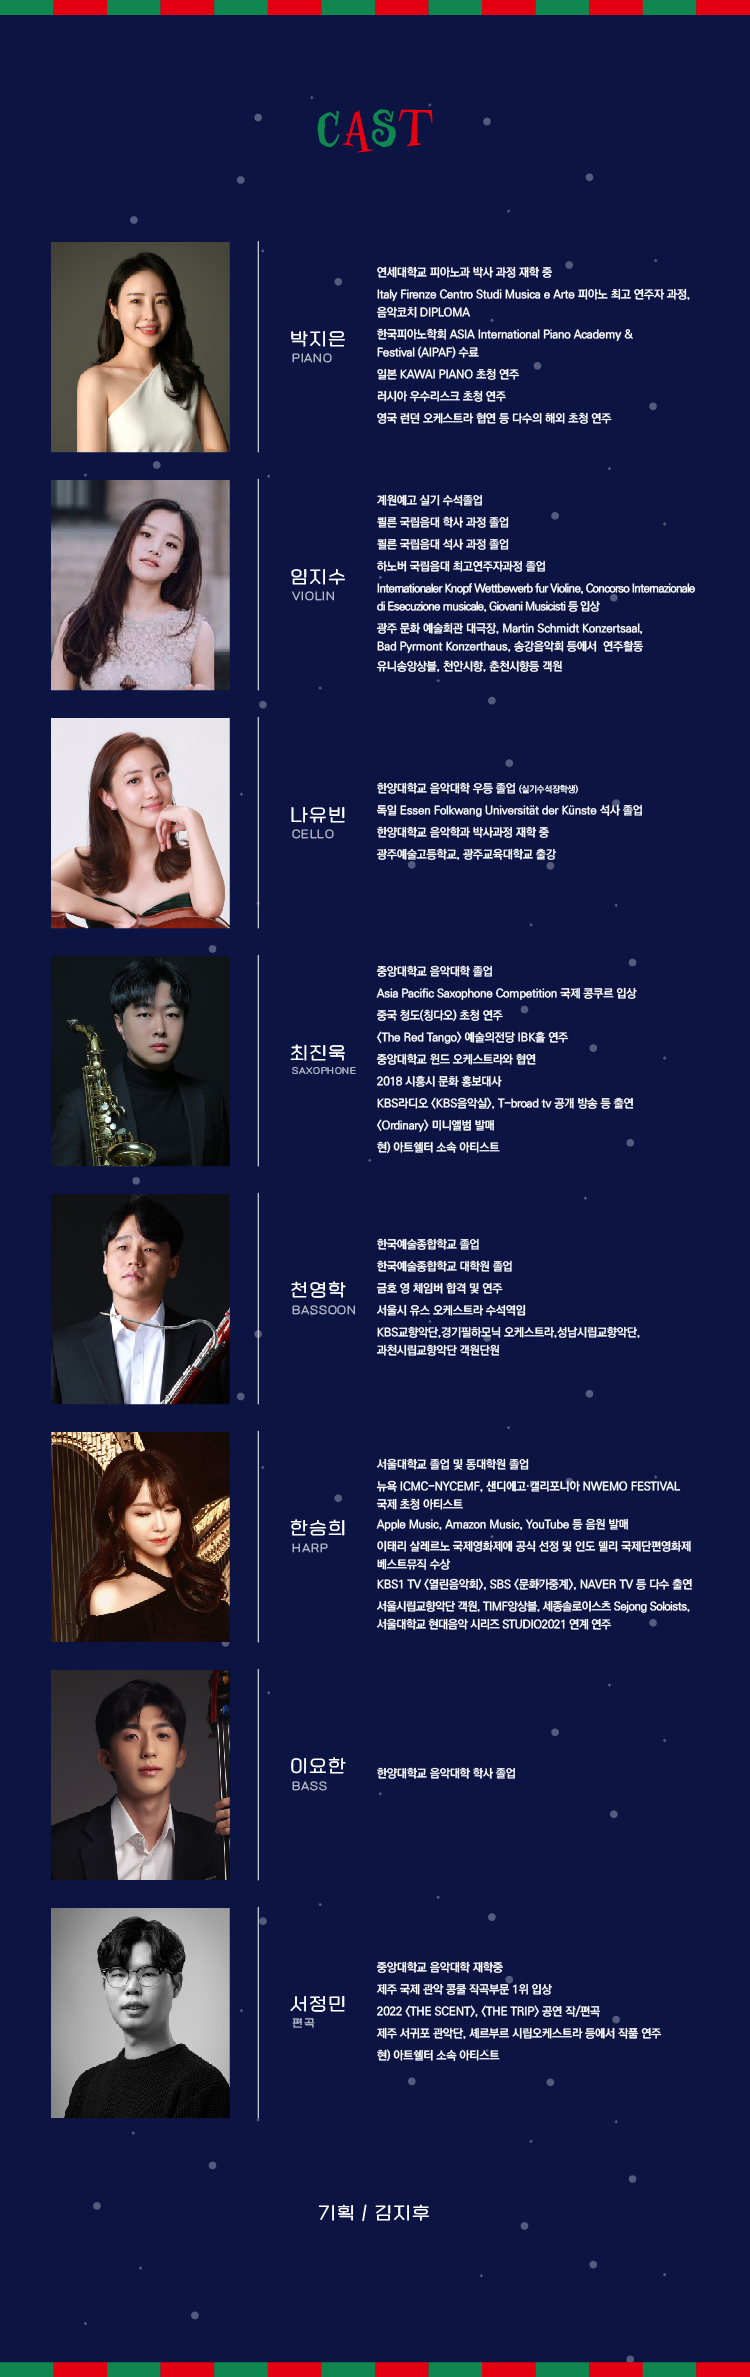 CAST
박지은
PIANO
연세대학교 피아노과 박사 과정 재학 중
Italy Firenze Centro Studi Musica e Arte 피아노 최고 연주자 과정,
음악코치 DIPLOMA
한국피아노학회 ASIA International Piano Academy &
Festival (AIPAF) 수료
일본 KAWAI PIANO 초청 연주
러시아 우수리스크 초청 연주
영국 런던 오케스트라 협연 등 다수의 해외 초청 연주
임지수
VIOLIN
계원예고 실기 수석졸업
쾰른 국립음대 학사 과정 졸업
쾰른 국립음대 석사 과정 졸업
하노버 국립음대 최고연주자과정 졸업
Internationaler Knopf Wettbewerb fur Violine, Concorso Internazionale
di Esecuzione musicale, Giovani Musicisti 등 입상
광주 문화 예술회관 대극장, Martin Schmidt Konzertsaal,
Bad Pyrmont Konzerthaus, 송강음악회 등에서 연주활동
유니송앙상블, 천안시향, 춘천시향등 객원
나유빈
CELLO
한양대학교 음악대학 우등 졸업 (실기수석장학생)
독일 Essen Folkwang Universität der Künste 석사 졸업
한양대학교 음악학과 박사과정 재학 중
광주예술고등학교, 광주교육대학교 출강
최진욱
SAXOPHONE
중앙대학교 음악대학 졸업
Asia Pacific Saxophone Competition 국제 콩쿠르 입상
중국 청도(칭다오) 초청 연주
<The Red Tango> 예술의전당 IBK홀 연주
중앙대학교 윈드 오케스트라와 협연
2018 시흥시 문화 홍보대사
KBS라디오 <KBS음악실>, T-broad tv 공개 방송 등 출연
<Ordinary> 미니앨범 발매
현) 아트쉘터 소속 아티스트
천영학
BASSOON
한국예술종합학교 졸업
한국예술종합학교 대학원 졸업
금호 영 체임버 합격 및 연주
서울시 유스 오케스트라 수석역임
KBS교향악단,경기필하모닉 오케스트라,성남시립교향악단,
과천시립교향악단 객원단원
한승희
HARP
서울대학교 졸업 및 동대학원 졸업
뉴욕 ICMC-NYCEMF, 샌디에고·캘리포니아 NWEMO FESTIVAL
국제 초청 아티스트
Apple Music, Amazon Music, YouTube 등 음원 발매
이태리 살레르노 국제영화제에 공식 선정 및 인도 델리 국제단편영화제
베스트뮤직 수상
KBS1 TV <열린음악회>, SBS <문화가중계>, NAVER TV 등 다수 출연
서울시립교향악단 객원, TIMF앙상블, 세종솔로이스츠 Sejong Soloists,
서울대학교 현대음악 시리즈 STUDIO2021 연계 연주
이요한
BASS
한양대학교 음악대학 학사 졸업
서정민
편곡
중앙대학교 음악대학 재학중
제주 국제 관악 콩쿨 작곡부문 1위 입상
2022 <THE SCENT>, <THE TRIP> 공연 작/편곡
제주 서귀포 관악단, 셰르부르 시립오케스트라 등에서 작품 연주
현) 아트쉘터 소속 아티스트
기획 / 김지후